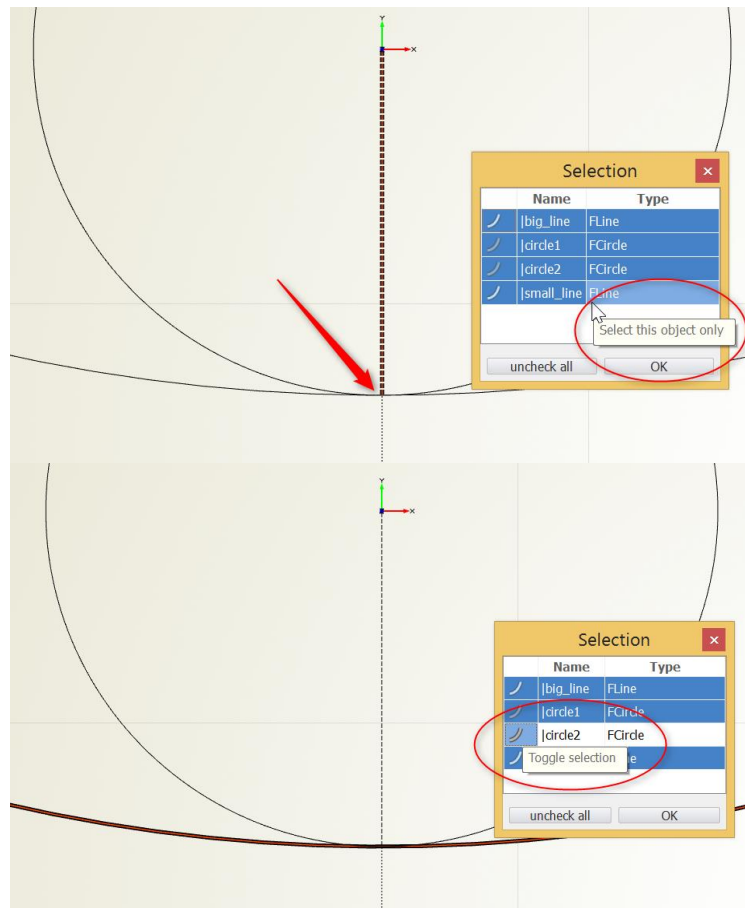 Y
X
Selection
Name Type
|big_line FLine
|circle1 FCircle
|circle2 FCircle
|small_line FLine
Select this object only
uncheck all OK
Y
X
Selection
Name Type
|big_line FLine
|circle1 FCircle
|circle2 FCircle
Toggle selection
uncheck all OK